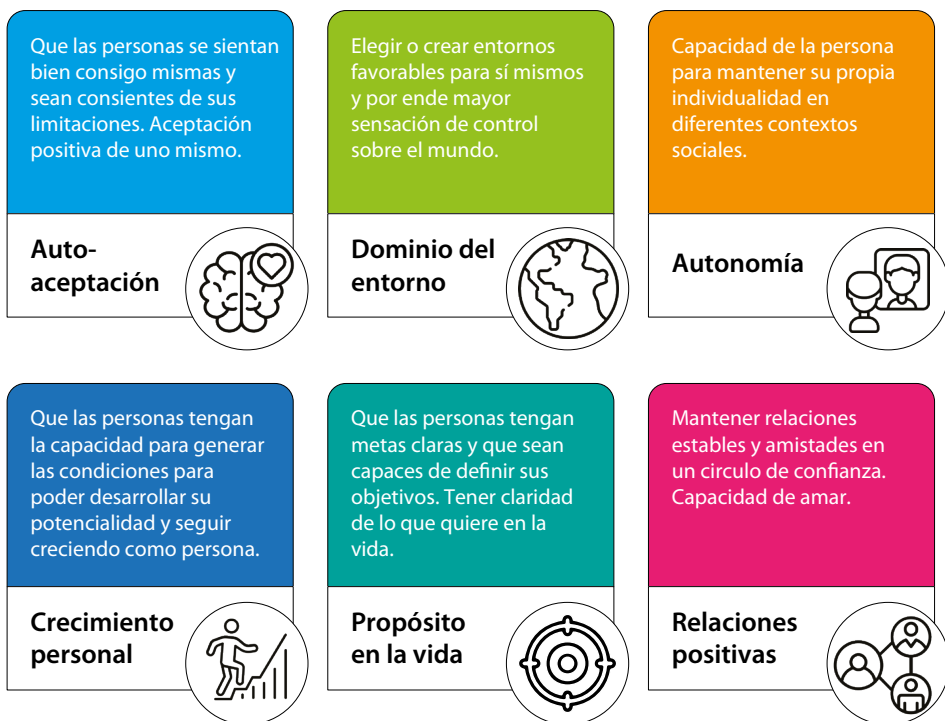 Que las personas se sientan
bien consigo mismas y
sean consientes de sus
limitaciones. Aceptación
positiva de uno mismo.
Auto-
aceptación
Elegir o crear entornos
favorables para sí mismos
y por ende mayor
sensación de control
sobre el mundo.
Dominio del
entorno
Capacidad de la persona
para mantener su propia
individualidad en
diferentes contextos
sociales.
Autonomía
Que las personas tengan
la capacidad para generar
las condiciones para
poder desarrollar su
potencialidad y seguir
creciendo como persona.
Crecimiento
personal
Que las personas tengan
metas claras y que sean
capaces de definir sus
objetivos. Tener claridad
de lo que quiere en la
vida.
Propósito
en la vida
Mantener relaciones
estables y amistades en
un circulo de confianza.
Capacidad de amar.
Relaciones
positivas